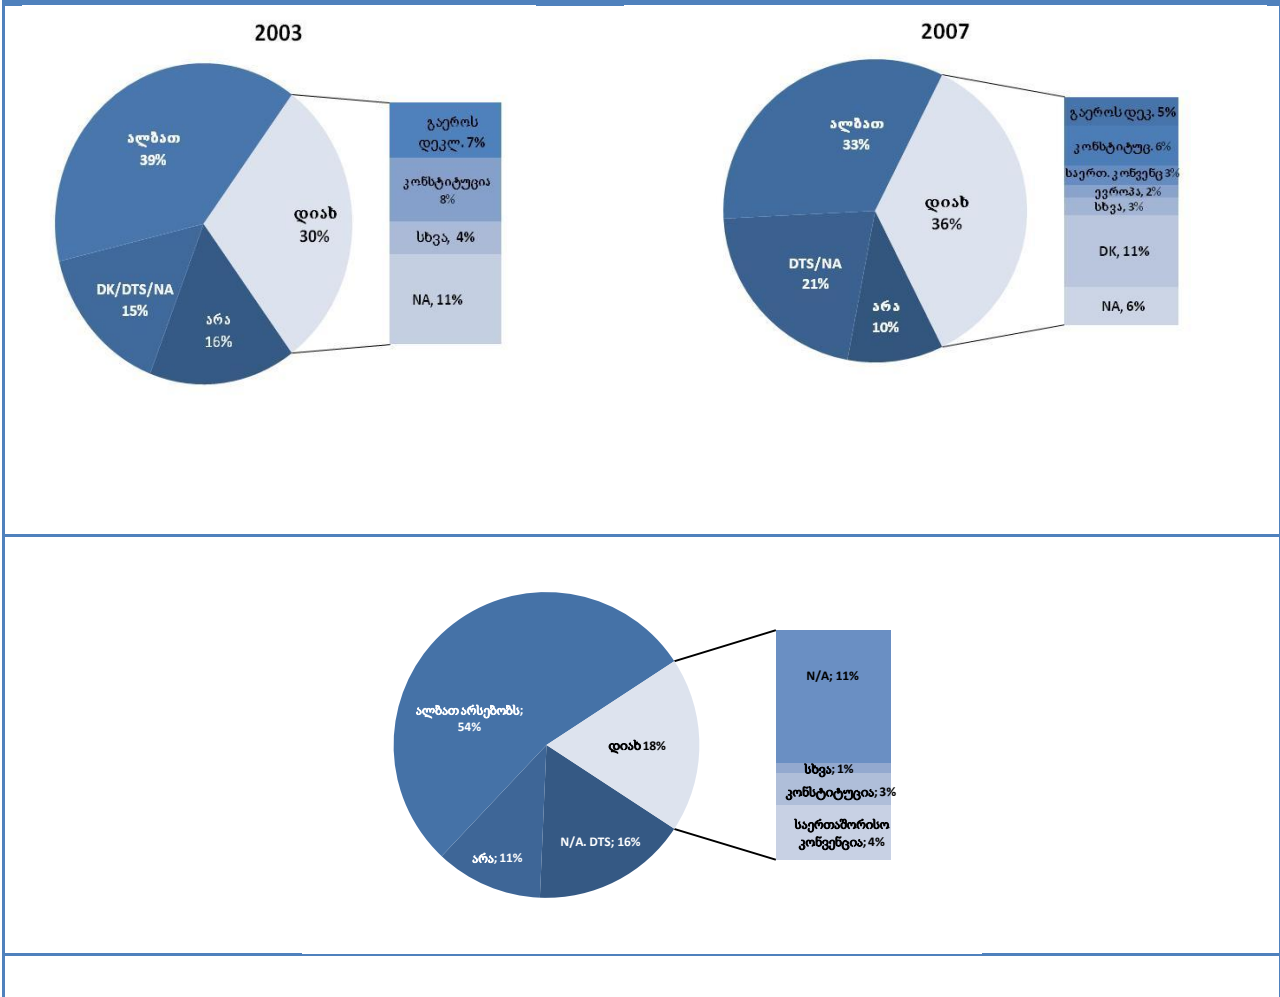 2003
ალბათ
39%
დიახ
30%
DK/DTS/NA
15%
არა
16%
გაეროს
დეკლ. 7%
კონსტიტუცია
8%
სხვა, 4%
NA, 11%
2007
ალბათ
33%
დიახ
36%
DTS/NA
21%
არა
10%
გაეროს დეკ. 5%
კონსტიტუც. 6%
საერთ. კონვენც 3%
ევროპა, 2%
სხვა, 3%
DK, 11%
NA, 6%
ალბათ არსებობს;
54%
დიახ 18%
არა; 11%
N/A. DTS; 16%
N/A; 11%
სხვა; 1%
კონსტიტუცია; 3%
საერთაშორისო
კონვენცია; 4%